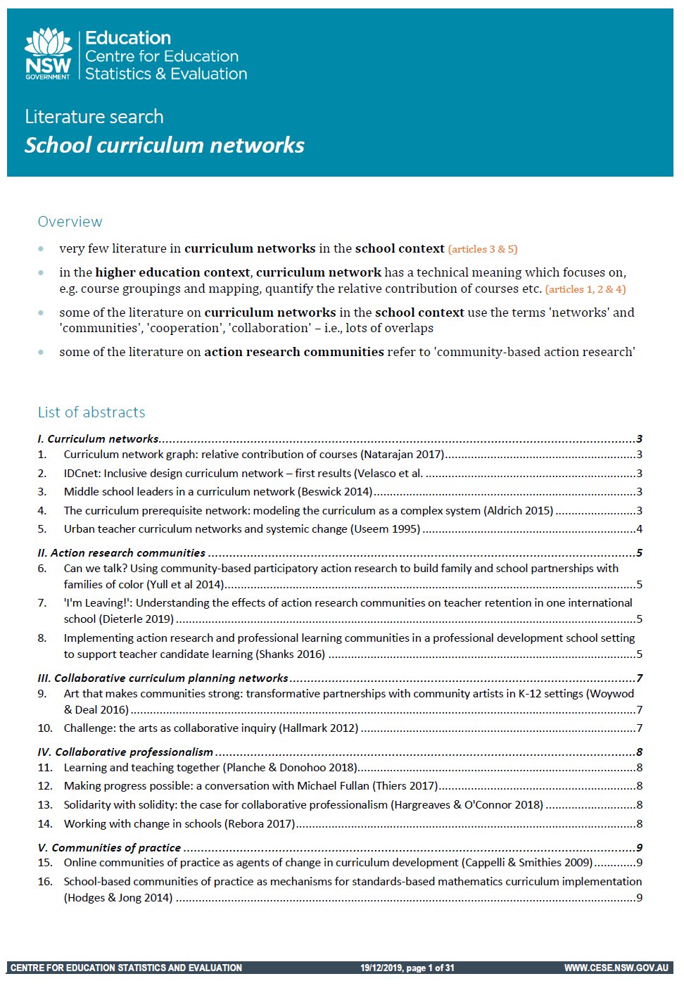 Education
Centre for Education
Statistics & Evaluation
NSW
GOVERNMENT
Literature search
School curriculum networks
Overview
• very few literature in curriculum networks in the school context (articles 3 & 5)
• in the higher education context, curriculum network has a technical meaning which focuses on,
e.g. course groupings and mapping, quantify the relative contribution of courses etc. (articles 1, 2 & 4)
• some of the literature on curriculum networks in the school context use the terms 'networks' and
'communities', 'cooperation', 'collaboration' – i.e., lots of overlaps
• some of the literature on action research communities refer to 'community-based action research'
List of abstracts
I. Curriculum networks 3
1. Curriculum network graph: relative contribution of courses (Natarajan 2017) 3
2. IDCnet: Inclusive design curriculum network – first results (Velasco et al. 3
3. Middle school leaders in a curriculum network (Beswick 2014) 3
4. The curriculum prerequisite network: modeling the curriculum as a complex system (Aldrich 2015) 3
5. Urban teacher curriculum networks and systemic change (Useem 1995) 4
II. Action research communities 5
6. Can we talk? Using community-based participatory action research to build family and school partnerships with
families of color (Yull et al 2014) 5
7. 'I'm Leaving!': Understanding the effects of action research communities on teacher retention in one international
school (Dieterle 2019) 5
8. Implementing action research and professional learning communities in a professional development school setting
to support teacher candidate learning (Shanks 2016) 5
III. Collaborative curriculum planning networks 7
9. Art that makes communities strong: transformative partnerships with community artists in K-12 settings (Woywod
& Deal 2016) 7
10. Challenge: the arts as collaborative inquiry (Hallmark 2012) 7
IV. Collaborative professionalism 8
11. Learning and teaching together (Planche & Donohoo 2018) 8
12. Making progress possible: a conversation with Michael Fullan (Thiers 2017) 8
13. Solidarity with solidity: the case for collaborative professionalism (Hargreaves & O'Connor 2018) 8
14. Working with change in schools (Rebora 2017) 8
V. Communities of practice 9
15. Online communities of practice as agents of change in curriculum development (Cappelli & Smithies 2009) 9
16. School-based communities of practice as mechanisms for standards-based mathematics curriculum implementation
(Hodges & Jong 2014) 9
CENTRE FOR EDUCATION STATISTICS AND EVALUATION 19/12/2019, page 1 of 31 WWW.CESE.NSW.GOV.AU